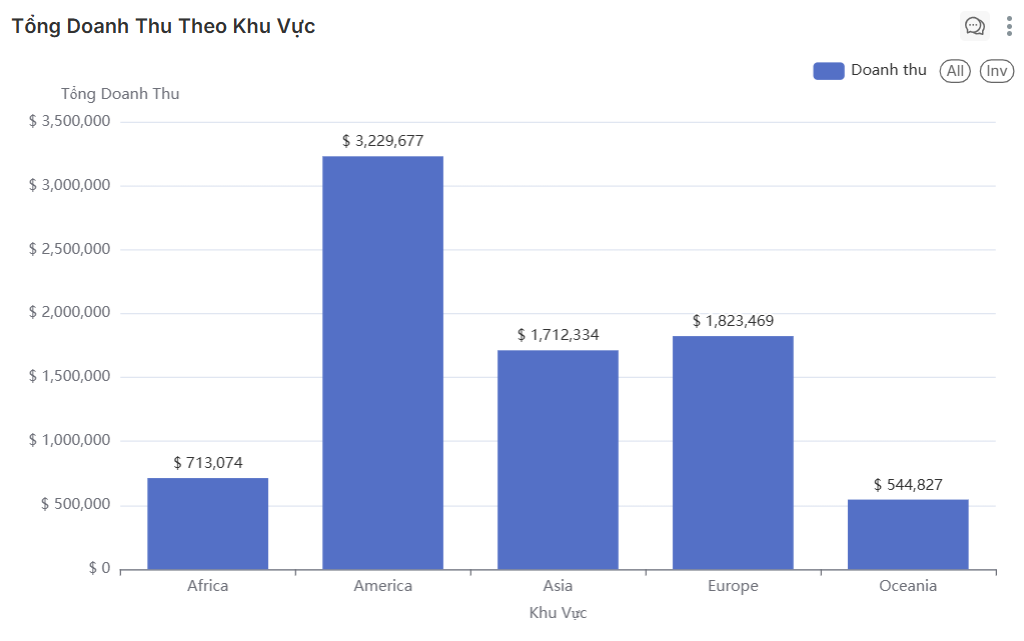 Tổng Doanh Thu Theo Khu Vực
Doanh thu All Inv
Tổng Doanh Thu
$ 3,500,000
$ 3,229,677
$ 3,000,000
$ 2,500,000
$ 2,000,000
$ 1,823,469
$ 1,712,334
$ 1,500,000
$ 1,000,000
$ 713,074
$ 544,827
$ 500,000
$ 0
Africa America Asia Europe Oceania
Khu Vực